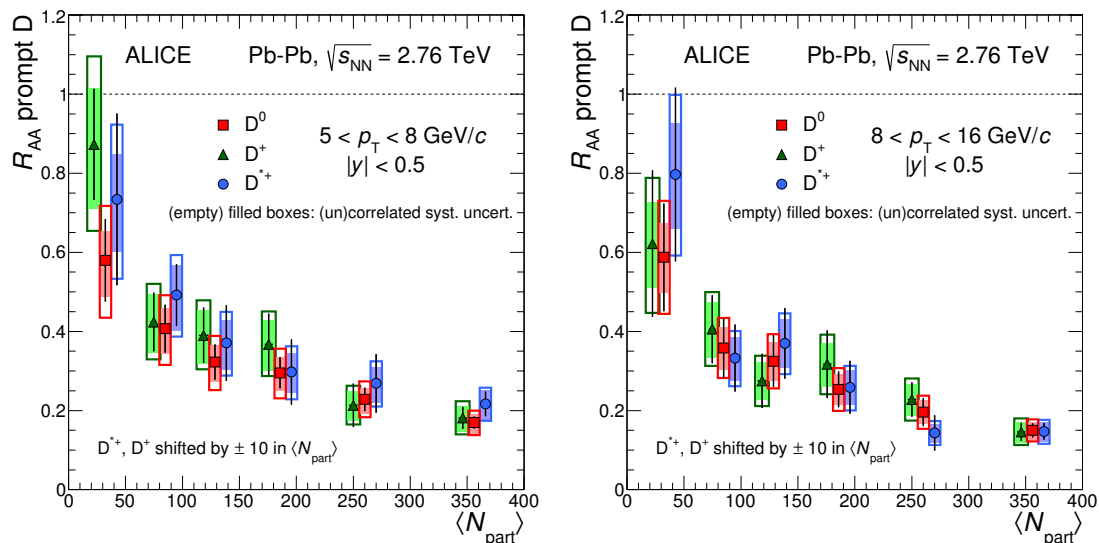 R_AA prompt D
1.2
1
0.8
0.6
0.4
0.2
0
ALICE
Pb-Pb, √s_NN = 2.76 TeV
D^0
D^+
D^*+
5 < p_T < 8 GeV/c
|y| < 0.5
(empty) filled boxes: (un)correlated syst. uncert.
D^*+, D^+ shifted by ± 10 in ⟨N_part⟩
0 50 100 150 200 250 300 350 400
⟨N_part⟩
R_AA prompt D
1.2
1
0.8
0.6
0.4
0.2
0
ALICE
Pb-Pb, √s_NN = 2.76 TeV
D^0
D^+
D^*+
8 < p_T < 16 GeV/c
|y| < 0.5
(empty) filled boxes: (un)correlated syst. uncert.
D^*+, D^+ shifted by ± 10 in ⟨N_part⟩
0 50 100 150 200 250 300 350 400
⟨N_part⟩